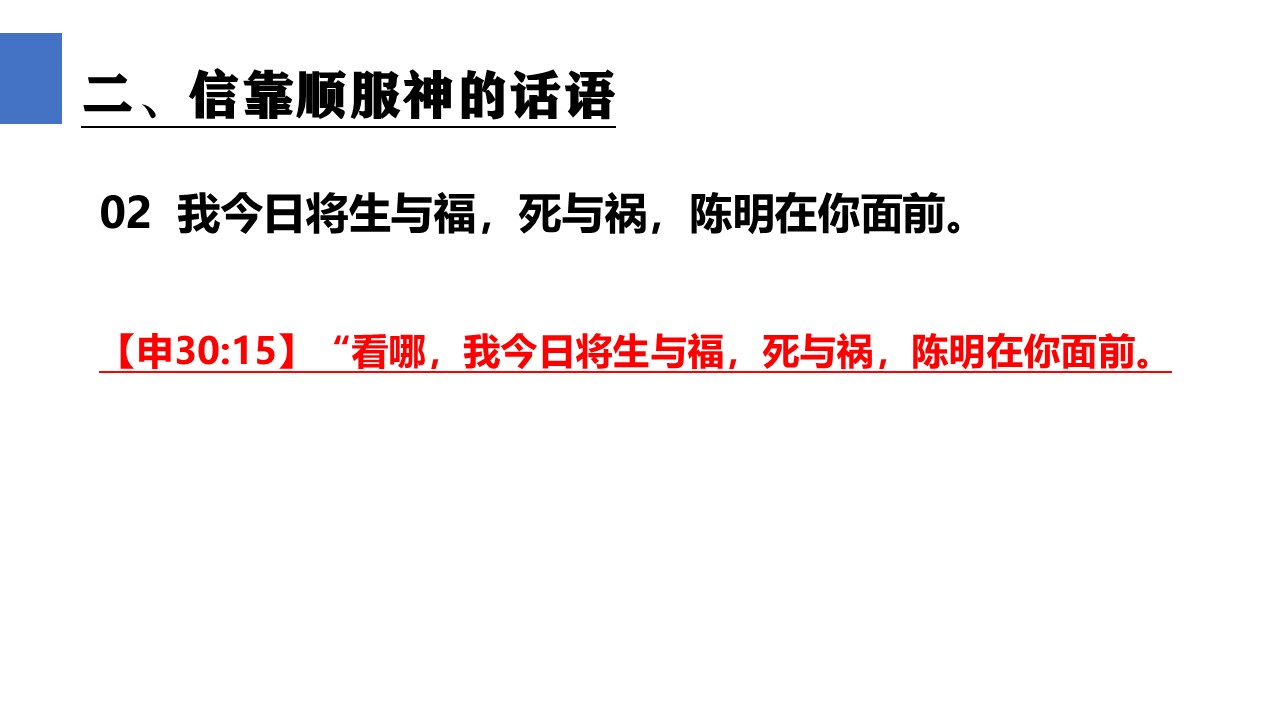 二、信靠顺服神的话语
02 我今日将生与福，死与祸，陈明在你面前。
【申30:15】“看哪，我今日将生与福，死与祸，陈明在你面前。